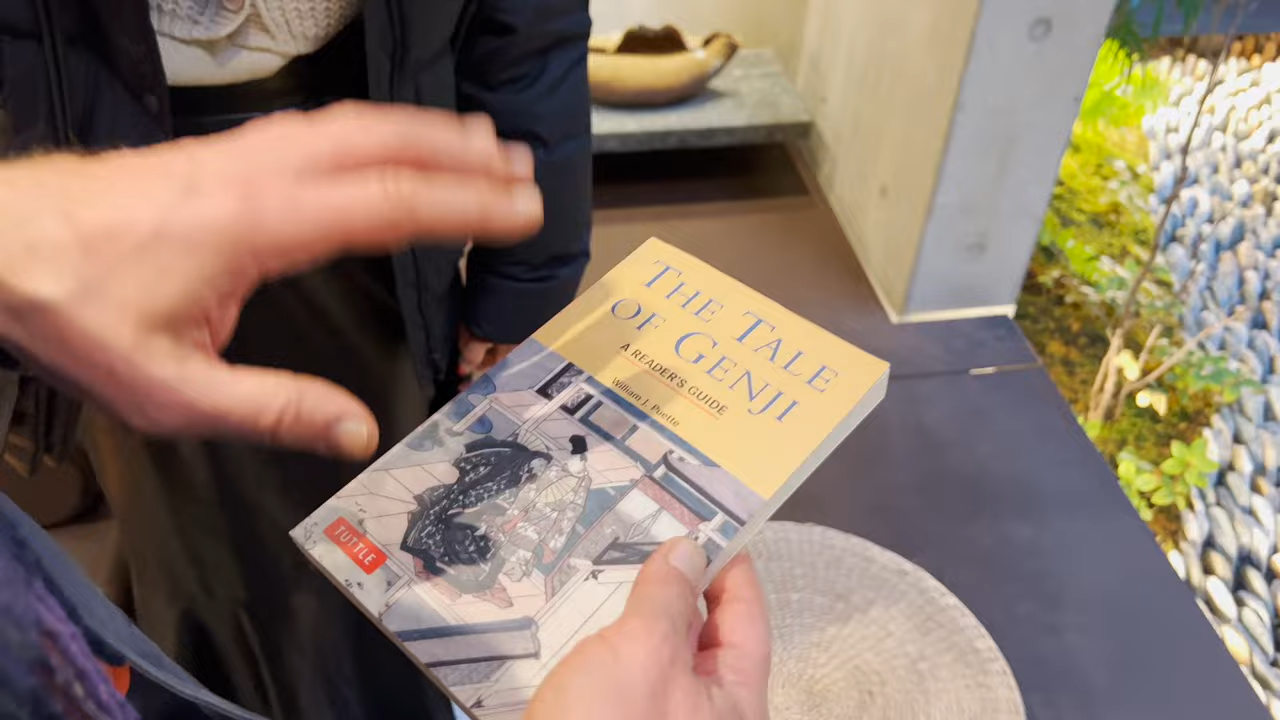 THE TALE
OF GENJI
A READER'S GUIDE
William J. Puette
TUTTLE